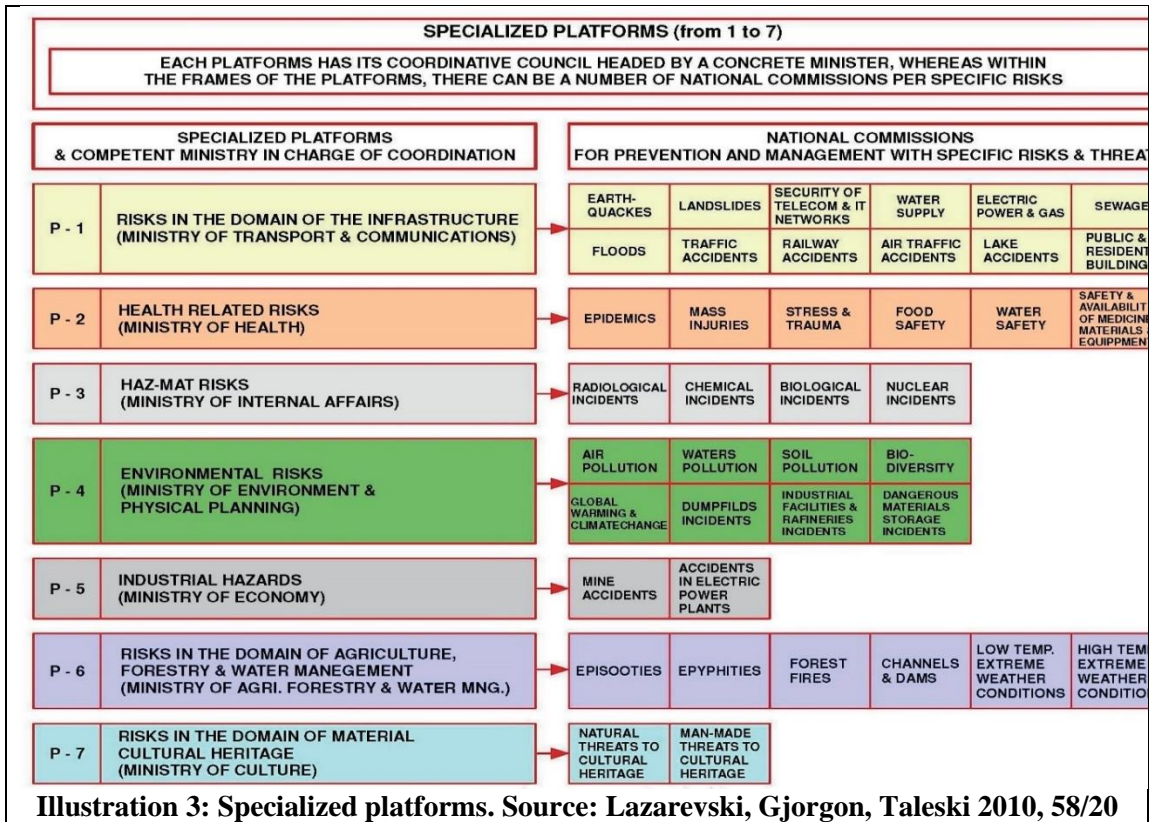 SPECIALIZED PLATFORMS (from 1 to 7)
EACH PLATFORMS HAS ITS COORDINATIVE COUNCIL HEADED BY A CONCRETE MINISTER, WHEREAS WITHIN
THE FRAMES OF THE PLATFORMS, THERE CAN BE A NUMBER OF NATIONAL COMMISSIONS PER SPECIFIC RISKS
SPECIALIZED PLATFORMS
& COMPETENT MINISTRY IN CHARGE OF COORDINATION
NATIONAL COMMISSIONS
FOR PREVENTION AND MANAGEMENT WITH SPECIFIC RISKS & THREAT
P - 1
RISKS IN THE DOMAIN OF THE INFRASTRUCTURE
(MINISTRY OF TRANSPORT & COMMUNICATIONS)
EARTH-
QUACKES
LANDSLIDES
SECURITY OF
TELECOM & IT
NETWORKS
WATER
SUPPLY
ELECTRIC
POWER & GAS
SEWAGE
FLOODS
TRAFFIC
ACCIDENTS
RAILWAY
ACCIDENTS
AIR TRAFFIC
ACCIDENTS
LAKE
ACCIDENTS
PUBLIC &
RESIDENT
BUILDING
P - 2
HEALTH RELATED RISKS
(MINISTRY OF HEALTH)
EPIDEMICS
MASS
INJURIES
STRESS &
TRAUMA
FOOD
SAFETY
WATER
SAFETY
SAFETY &
AVAILABILIT
OF MEDICINE
MATERIALS &
EQUIPPMENT
P - 3
HAZ-MAT RISKS
(MINISTRY OF INTERNAL AFFAIRS)
RADIOLOGICAL
INCIDENTS
CHEMICAL
INCIDENTS
BIOLOGICAL
INCIDENTS
NUCLEAR
INCIDENTS
P - 4
ENVIRONMENTAL RISKS
(MINISTRY OF ENVIRONMENT &
PHYSICAL PLANNING)
AIR
POLLUTION
WATERS
POLLUTION
SOIL
POLLUTION
BIO-
DIVERSITY
GLOBAL
WARMING &
CLIMATECHANGE
DUMPFILDS
INCIDENTS
INDUSTRIAL
FACILITIES &
RAFINERIES
INCIDENTS
DANGEROUS
MATERIALS
STORAGE
INCIDENTS
P - 5
INDUSTRIAL HAZARDS
(MINISTRY OF ECONOMY)
MINE
ACCIDENTS
ACCIDENTS
IN ELECTRIC
POWER
PLANTS
P - 6
RISKS IN THE DOMAIN OF AGRICULTURE,
FORESTRY & WATER MANEGEMENT
(MINISTRY OF AGRI. FORESTRY & WATER MNG.)
EPISOOTIES
EPYPHITIES
FOREST
FIRES
CHANNELS
& DAMS
LOW TEMP.
EXTREME
WEATHER
CONDITIONS
HIGH TEM
EXTREME
WEATHER
CONDITIO
P - 7
RISKS IN THE DOMAIN OF MATERIAL
CULTURAL HERITAGE
(MINISTRY OF CULTURE)
NATURAL
THREATS TO
CULTURAL
HERITAGE
MAN-MADE
THREATS TO
CULTURAL
HERITAGE
Illustration 3: Specialized platforms. Source: Lazarevski, Gjorgon, Taleski 2010, 58/20